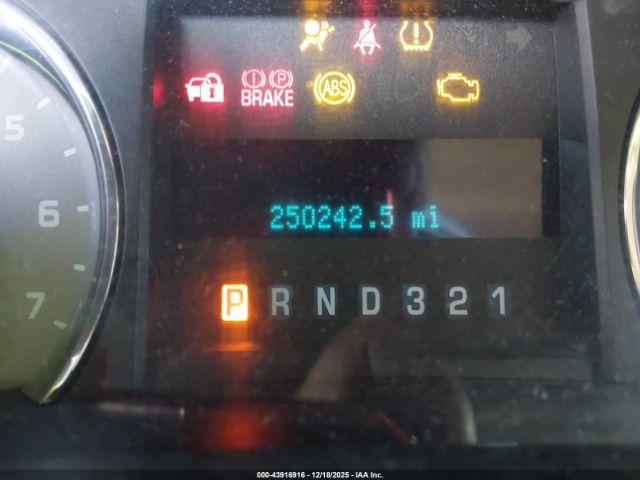 BRAKE ABS
5
250242.5 mi
6
P R N D 3 2 1
7
000-43916916 - 12/18/2025 - IAA Inc.